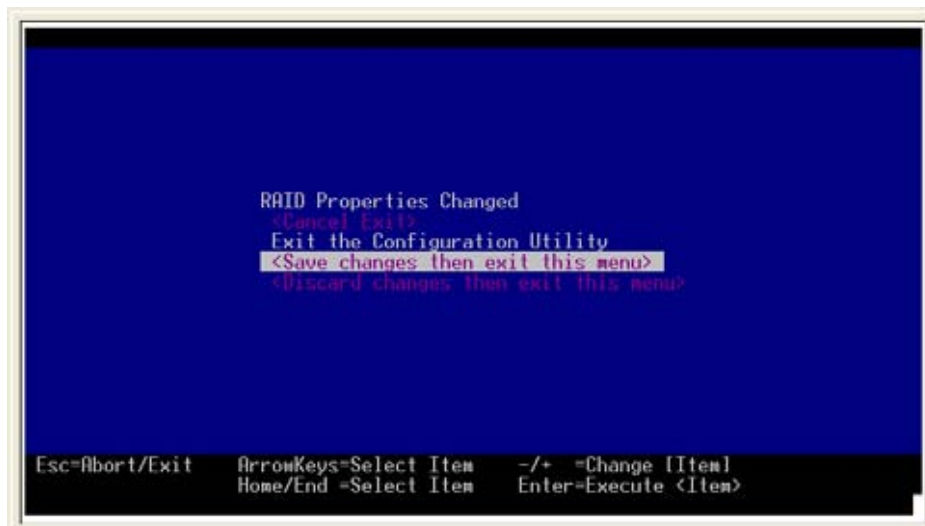 RAID Properties Changed
<Cancel Exit>
Exit the Configuration Utility
<Save changes then exit this menu>
<Discard changes then exit this menu>
Esc=Abort/Exit ArrowKeys=Select Item -/+ =Change [Item]
Home/End =Select Item Enter=Execute <Item>